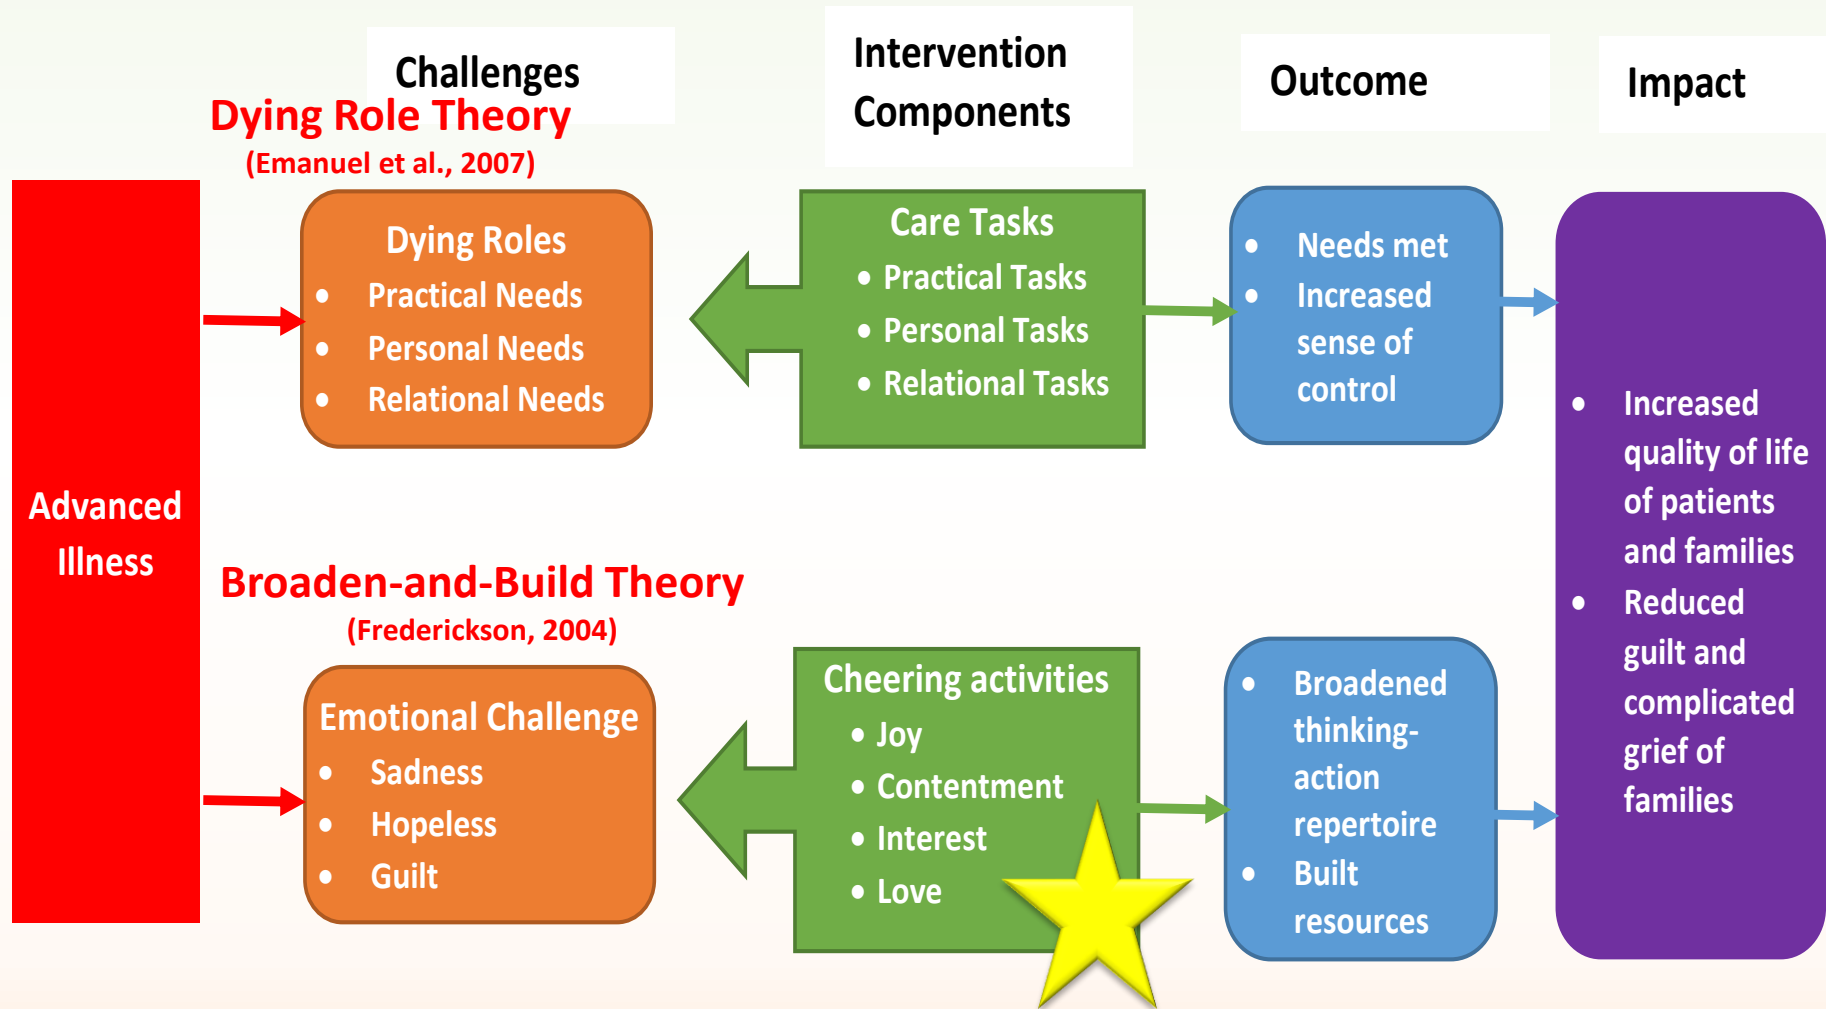 Challenges
Intervention
Components
Outcome
Impact
Dying Role Theory
(Emanuel et al., 2007)
Advanced
Illness
Dying Roles
• Practical Needs
• Personal Needs
• Relational Needs
Care Tasks
• Practical Tasks
• Personal Tasks
• Relational Tasks
• Needs met
• Increased
sense of
control
Broaden-and-Build Theory
(Frederickson, 2004)
Emotional Challenge
• Sadness
• Hopeless
• Guilt
Cheering activities
• Joy
• Contentment
• Interest
• Love
• Broadened
thinking-
action
repertoire
• Built
resources
• Increased
quality of life
of patients
and families
• Reduced
guilt and
complicated
grief of
families